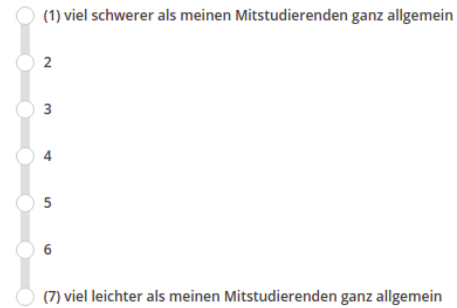 (1) viel schwerer als meinen Mitstudierenden ganz allgemein
2
3
4
5
6
(7) viel leichter als meinen Mitstudierenden ganz allgemein